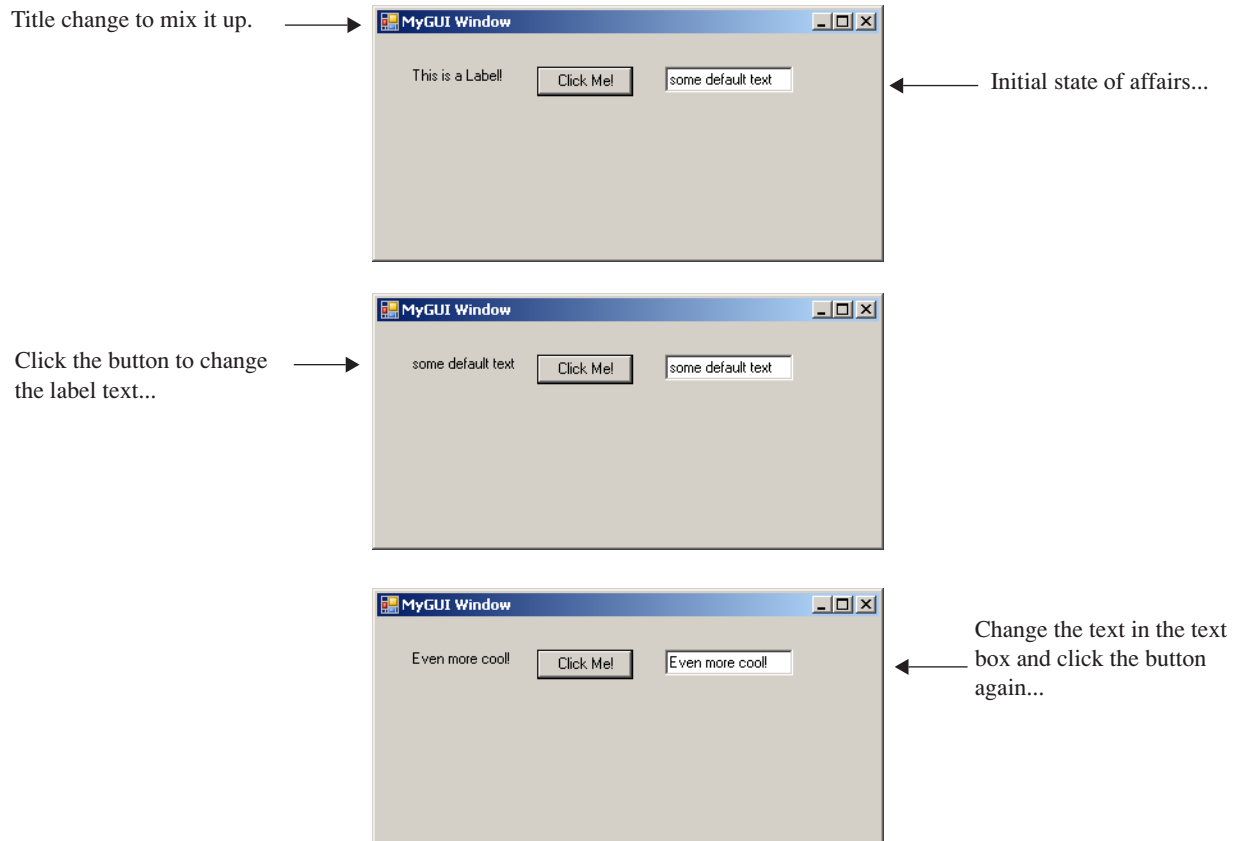 Title change to mix it up.
MyGUI Window
This is a Label!
Click Me!
some default text
Initial state of affairs...
MyGUI Window
Click the button to change
the label text...
some default text
Click Me!
some default text
MyGUI Window
Even more cool!
Click Me!
Even more cool!
Change the text in the text
box and click the button
again...